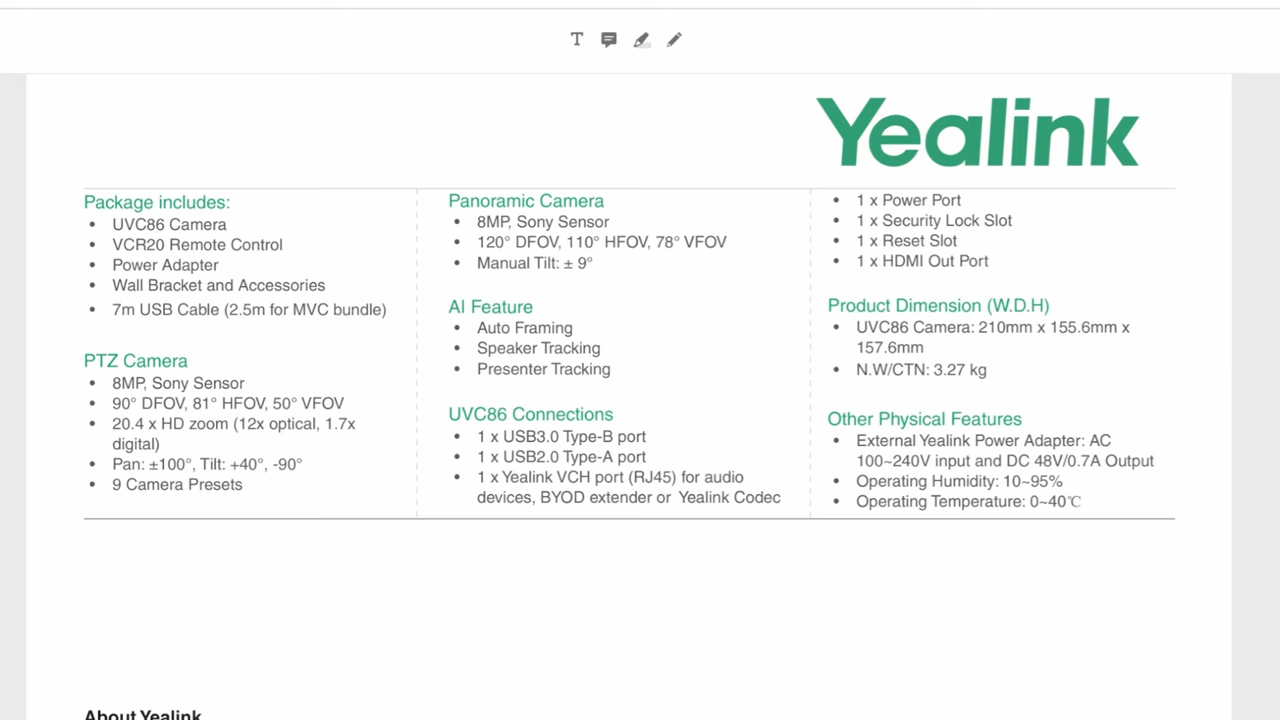 Yealink
Package includes:
• UVC86 Camera
• VCR20 Remote Control
• Power Adapter
• Wall Bracket and Accessories
• 7m USB Cable (2.5m for MVC bundle)
PTZ Camera
• 8MP, Sony Sensor
• 90° DFOV, 81° HFOV, 50° VFOV
• 20.4 x HD zoom (12x optical, 1.7x
digital)
• Pan: ±100°, Tilt: +40°, -90°
• 9 Camera Presets
Panoramic Camera
• 8MP, Sony Sensor
• 120° DFOV, 110° HFOV, 78° VFOV
• Manual Tilt: ± 9°
AI Feature
• Auto Framing
• Speaker Tracking
• Presenter Tracking
UVC86 Connections
• 1 x USB3.0 Type-B port
• 1 x USB2.0 Type-A port
• 1 x Yealink VCH port (RJ45) for audio
devices, BYOD extender or Yealink Codec
• 1 x Power Port
• 1 x Security Lock Slot
• 1 x Reset Slot
• 1 x HDMI Out Port
Product Dimension (W.D.H)
• UVC86 Camera: 210mm x 155.6mm x
157.6mm
• N.W/CTN: 3.27 kg
Other Physical Features
• External Yealink Power Adapter: AC
100~240V input and DC 48V/0.7A Output
• Operating Humidity: 10~95%
• Operating Temperature: 0~40℃
About Yealink